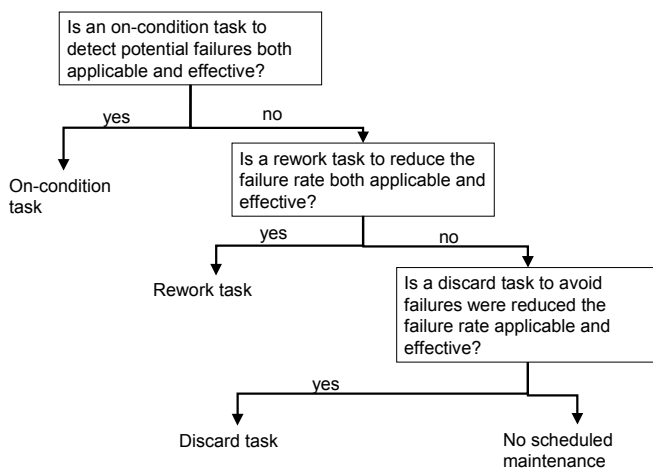 Is an on-condition task to
detect potential failures both
applicable and effective?
yes
no
On-condition
task
Is a rework task to reduce the
failure rate both applicable and
effective?
yes
no
Rework task
Is a discard task to avoid
failures were reduced the
failure rate applicable and
effective?
yes
Discard task
No scheduled
maintenance